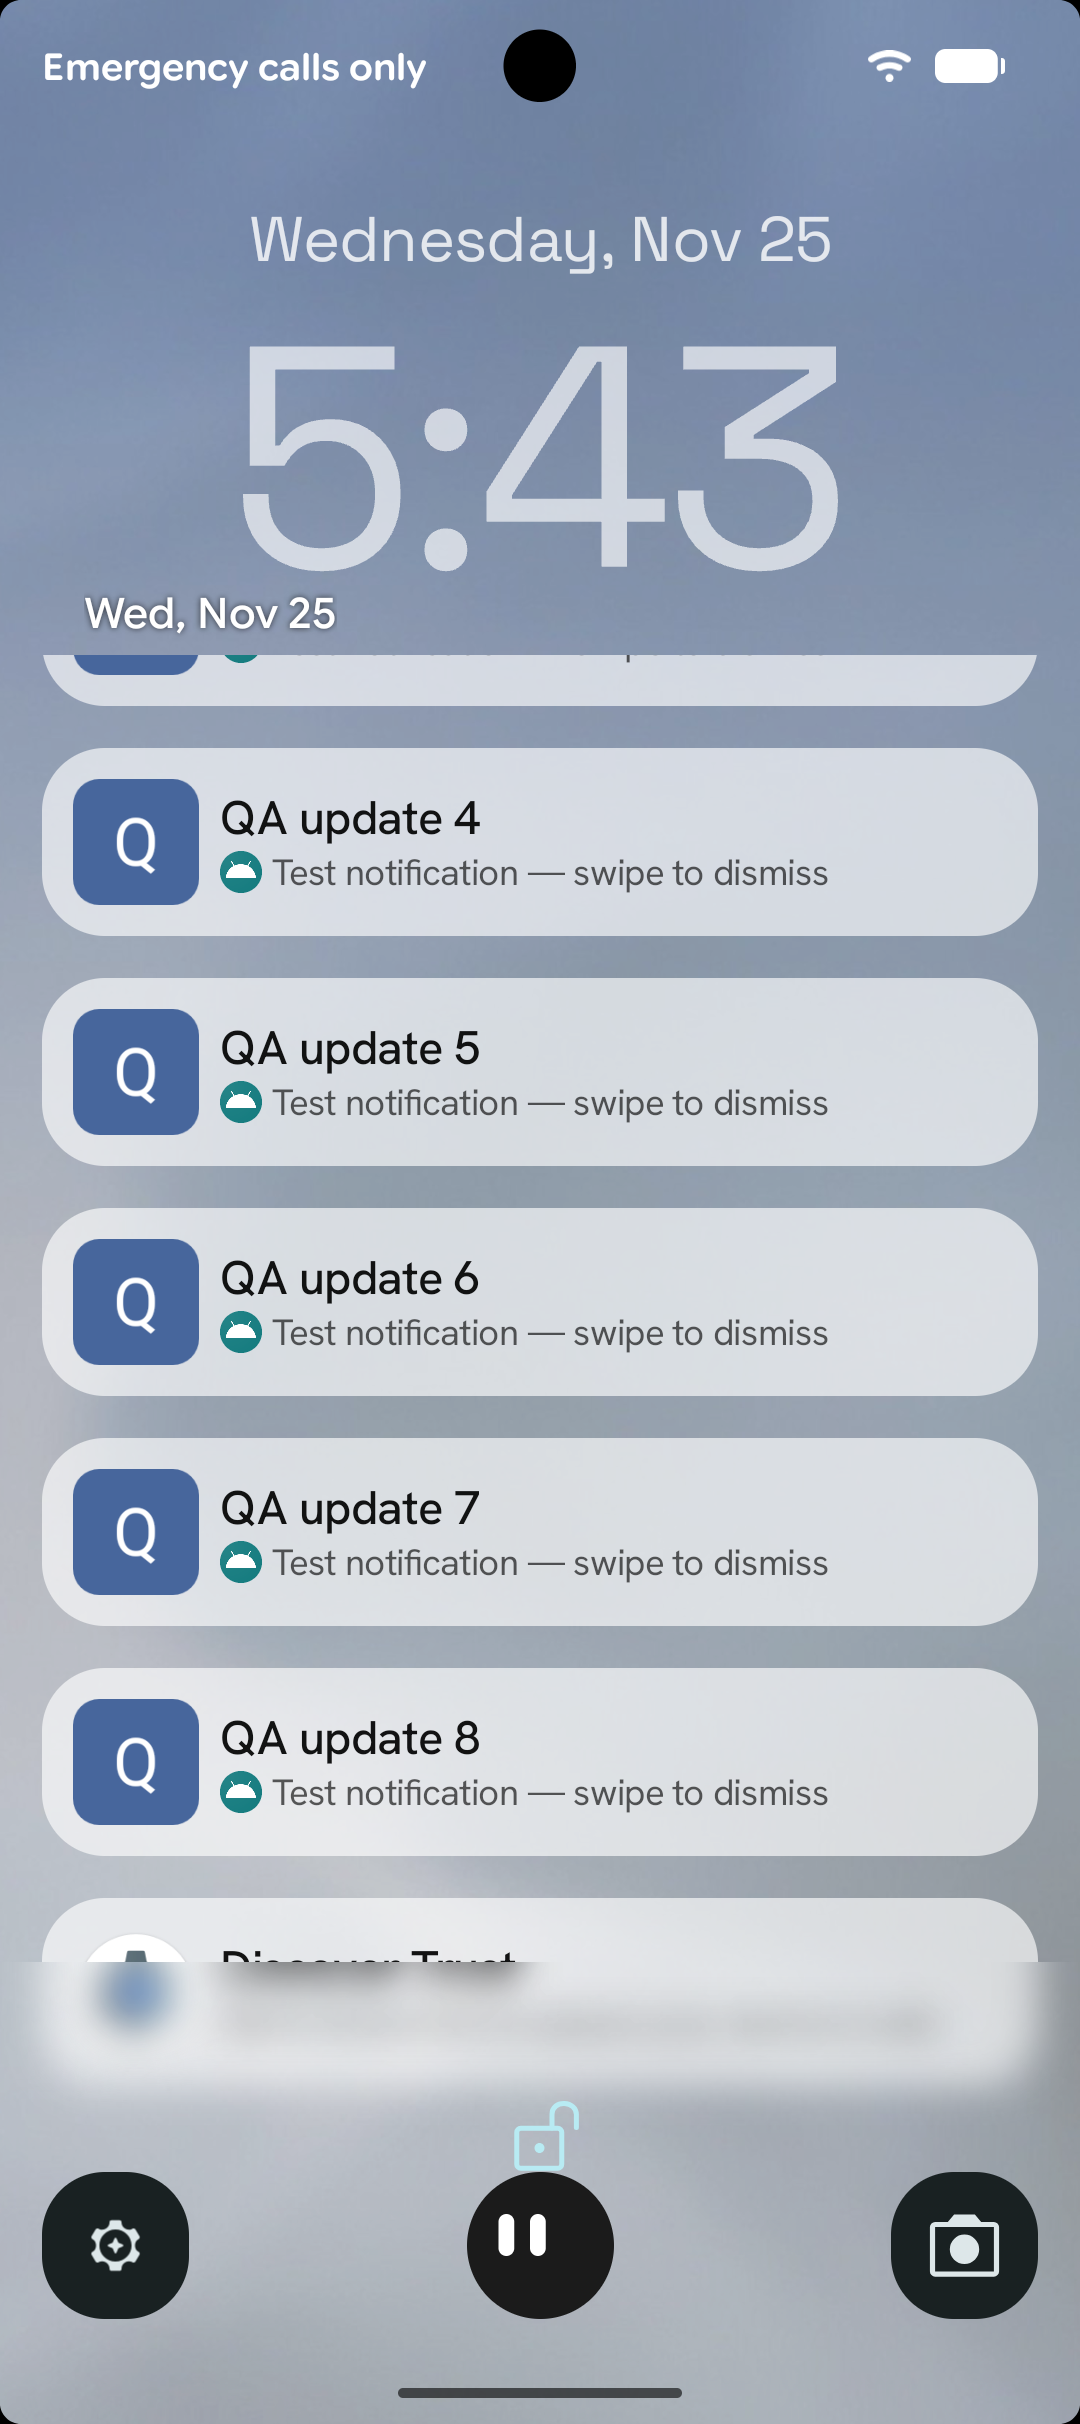 Emergency calls only
Wednesday, Nov 25
5:43
Wed, Nov 25
Q
QA update 4
Test notification — swipe to dismiss
Q
QA update 5
Test notification — swipe to dismiss
Q
QA update 6
Test notification — swipe to dismiss
Q
QA update 7
Test notification — swipe to dismiss
Q
QA update 8
Test notification — swipe to dismiss
Discover Trust